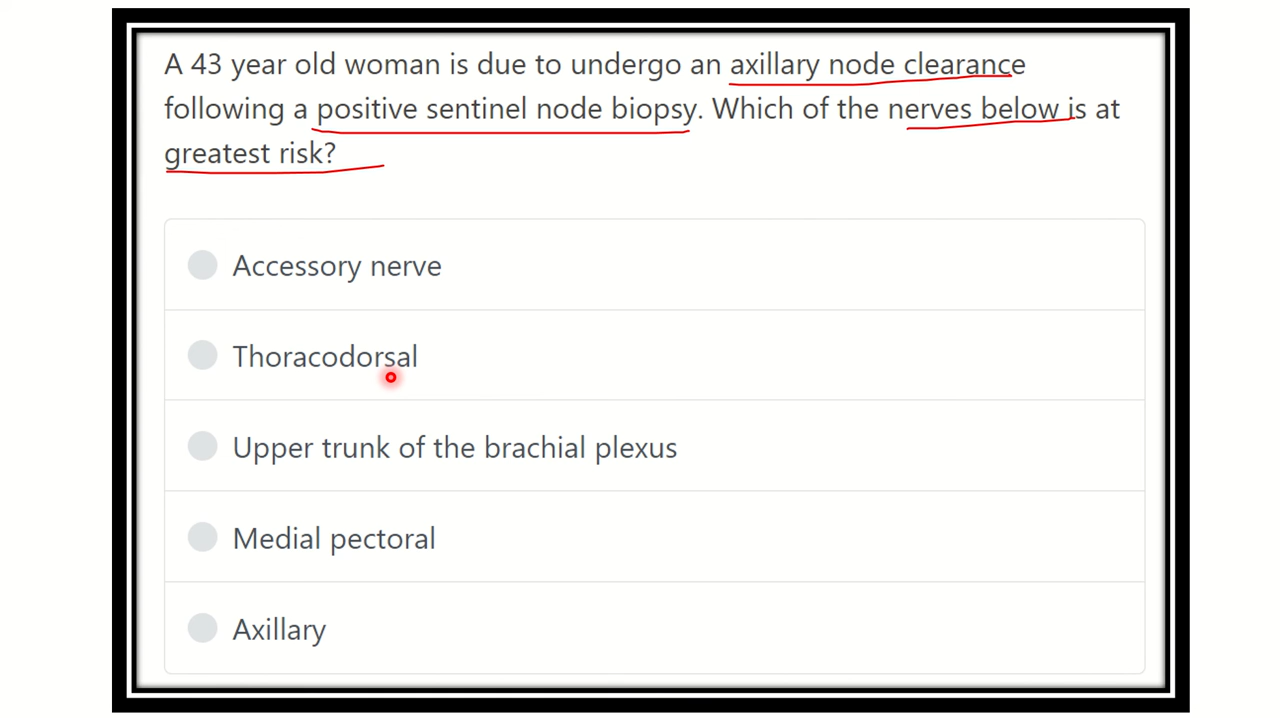 A 43 year old woman is due to undergo an axillary node clearance
following a positive sentinel node biopsy. Which of the nerves below is at
greatest risk?
Accessory nerve
Thoracodorsal
Upper trunk of the brachial plexus
Medial pectoral
Axillary